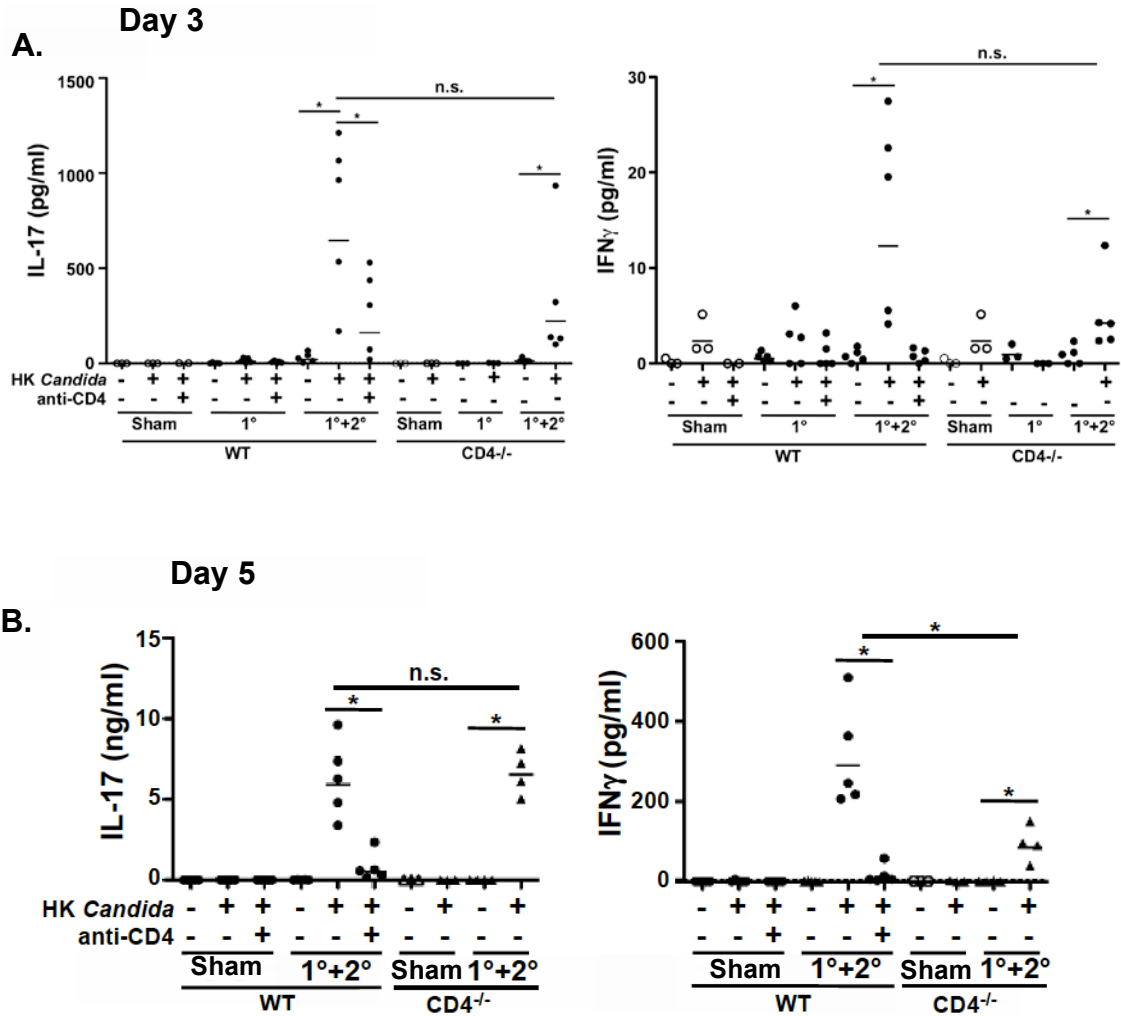 Day 3
A.
1500
1000
500
0
IL-17 (pg/ml)
n.s.
*
*
*
HK Candida - + + - + + - + + - + - + - +
anti-CD4 - - + - - + - - + - - - - - -
Sham 1° 1°+2° Sham 1° 1°+2°
WT CD4-/-
30
20
10
0
IFNγ (pg/ml)
n.s.
*
*
- + + - + + - + + - + - - - +
- - + - - + - - + - - - - - -
Sham 1° 1°+2° Sham 1° 1°+2°
WT CD4-/-
Day 5
B.
15
10
5
0
IL-17 (ng/ml)
n.s.
*
*
HK Candida - + + - + + - + - +
anti-CD4 - - + - - + - - - -
Sham 1°+2° Sham 1°+2°
WT CD4-/-
600
400
200
0
IFNγ (pg/ml)
*
*
*
- + + - + + - + - +
- - + - - + - - - -
Sham 1°+2° Sham 1°+2°
WT CD4-/-